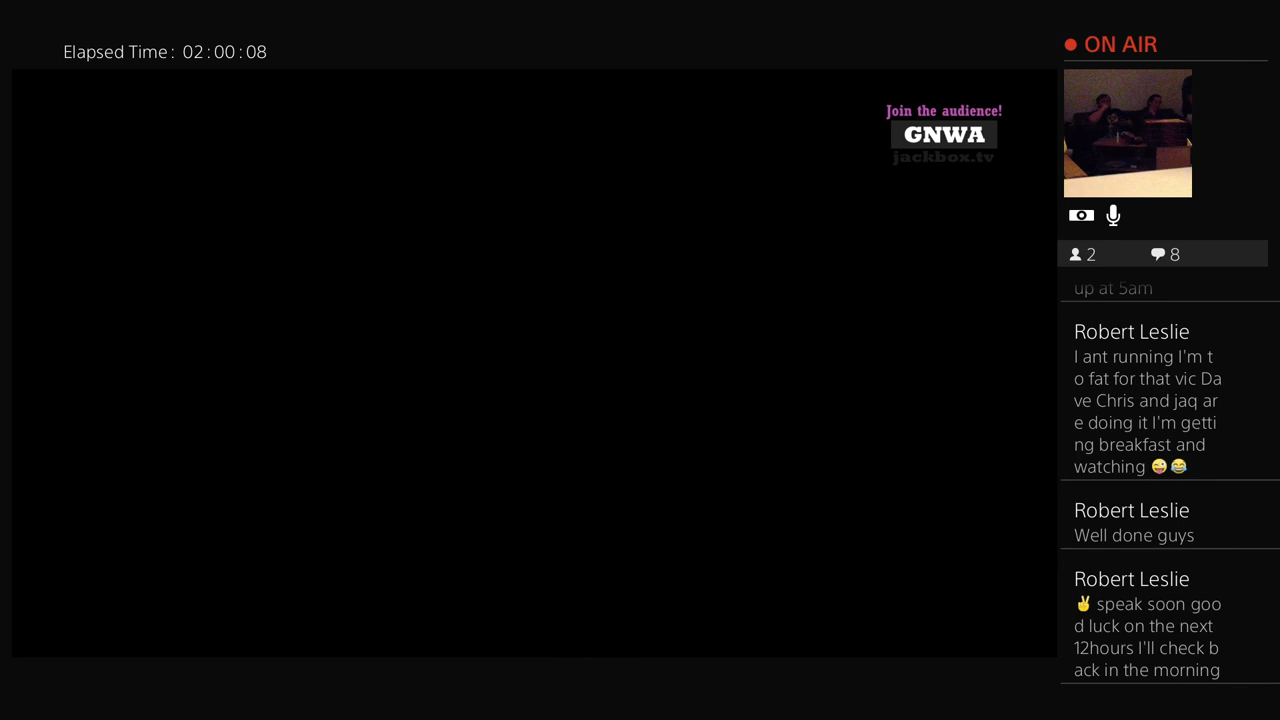 Elapsed Time: 02:00:08
ON AIR
Join the audience!
GNWA
jackbox.tv
2 8
up at 5am
Robert Leslie
I ant running I'm t
o fat for that vic Da
ve Chris and jaq ar
e doing it I'm getti
ng breakfast and
watching 😜😂
Robert Leslie
Well done guys
Robert Leslie
✌ speak soon goo
d luck on the next
12hours I'll check b
ack in the morning